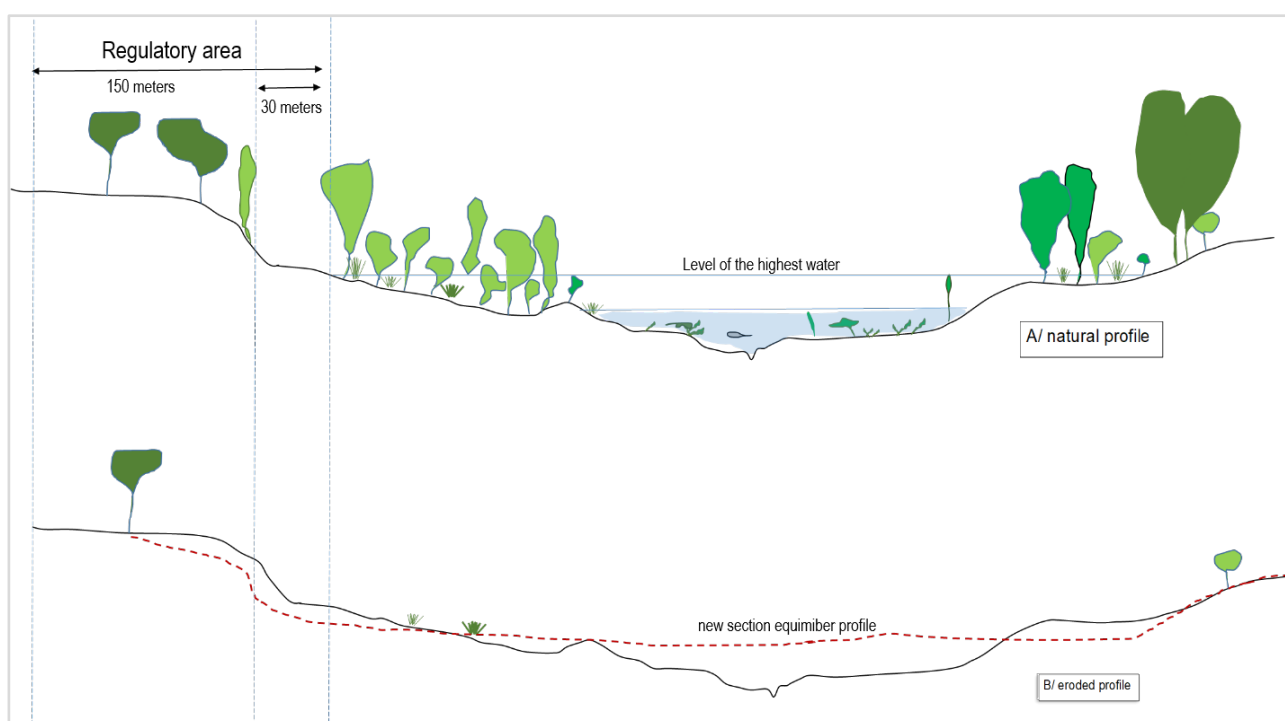 Regulatory area
150 meters
30 meters
Level of the highest water
A/ natural profile
new section equimiber profile
B/ eroded profile